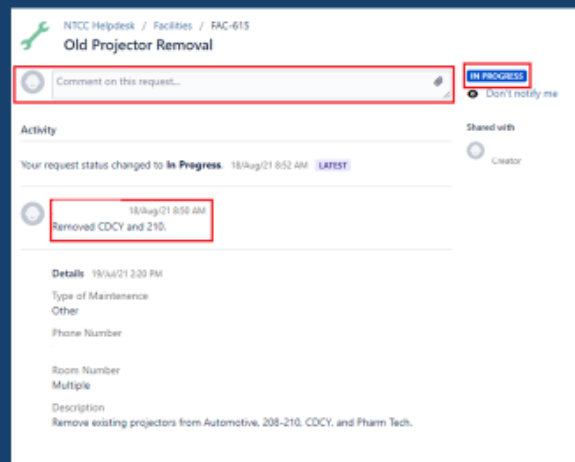 NTCC Helpdesk / Facilities / FAC-615
Old Projector Removal
Comment on this request...
IN PROGRESS
Don't notify me
Activity
Shared with
Creator
Your request status changed to In Progress. 18/Aug/21 8:52 AM LATEST
18/Aug/21 8:50 AM
Removed CDCY and 210.
Details 19/Jul/21 2:20 PM
Type of Maintenence
Other
Phone Number
Room Number
Multiple
Description
Remove existing projectors from Automotive, 208-210, CDCY, and Pharm Tech.